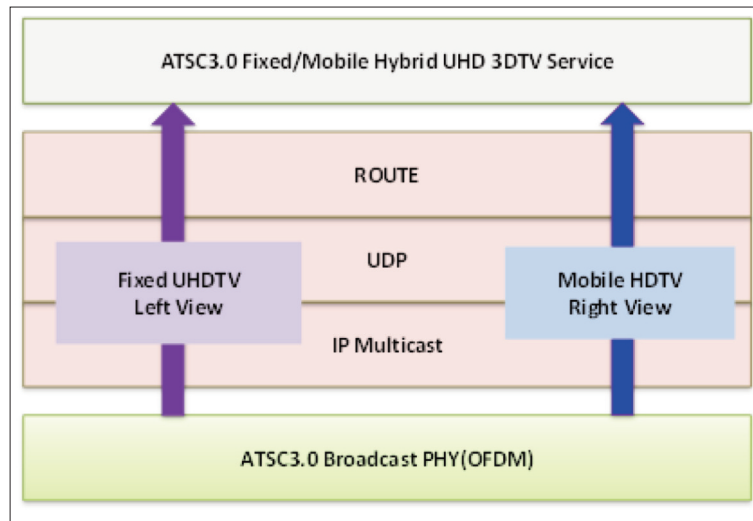 ATSC3.0 Fixed/Mobile Hybrid UHD 3DTV Service
ROUTE
UDP
Fixed UHDTV
Left View
Mobile HDTV
Right View
IP Multicast
ATSC3.0 Broadcast PHY(OFDM)